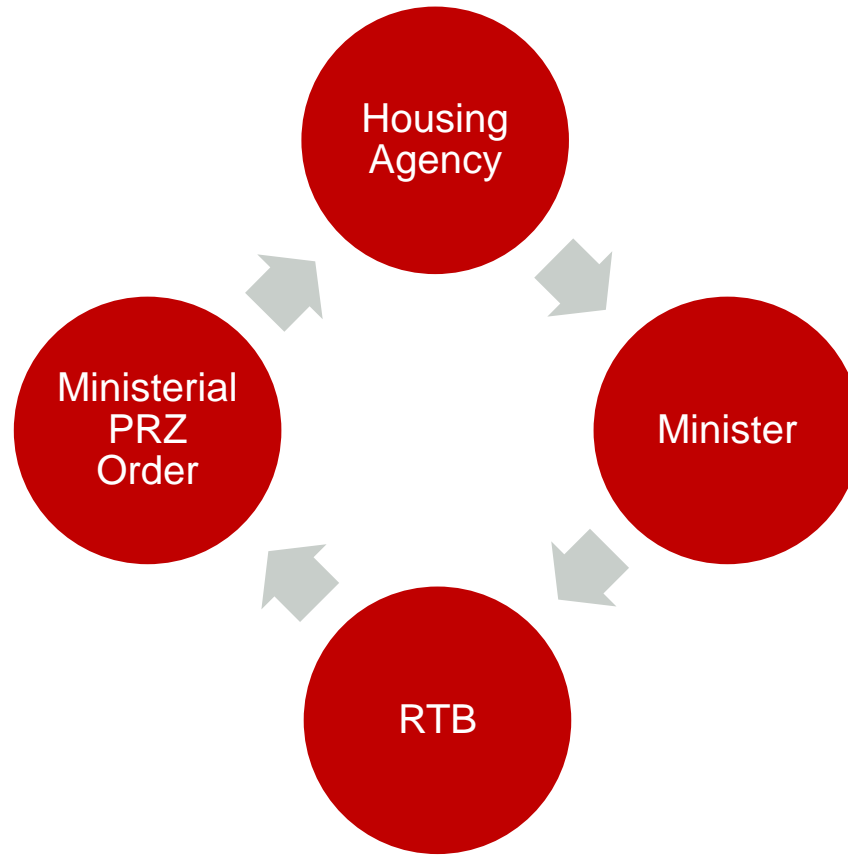 Housing
Agency
Minister
RTB
Ministerial
PRZ
Order